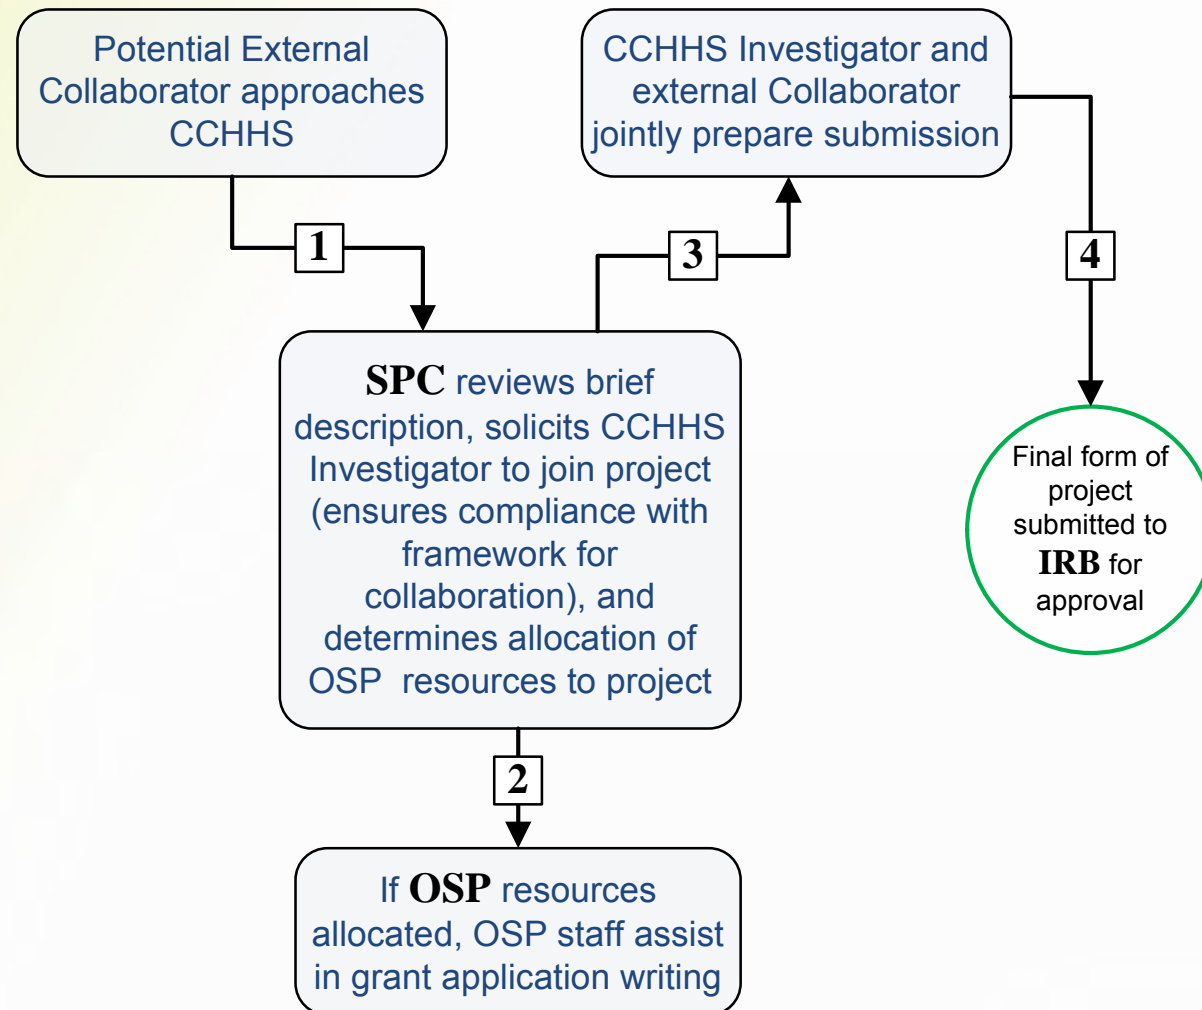 Potential External
Collaborator approaches
CCHHS
1
SPC reviews brief
description, solicits CCHHS
Investigator to join project
(ensures compliance with
framework for
collaboration), and
determines allocation of
OSP resources to project
2
If OSP resources
allocated, OSP staff assist
in grant application writing
3
CCHHS Investigator and
external Collaborator
jointly prepare submission
4
Final form of
project
submitted to
IRB for
approval